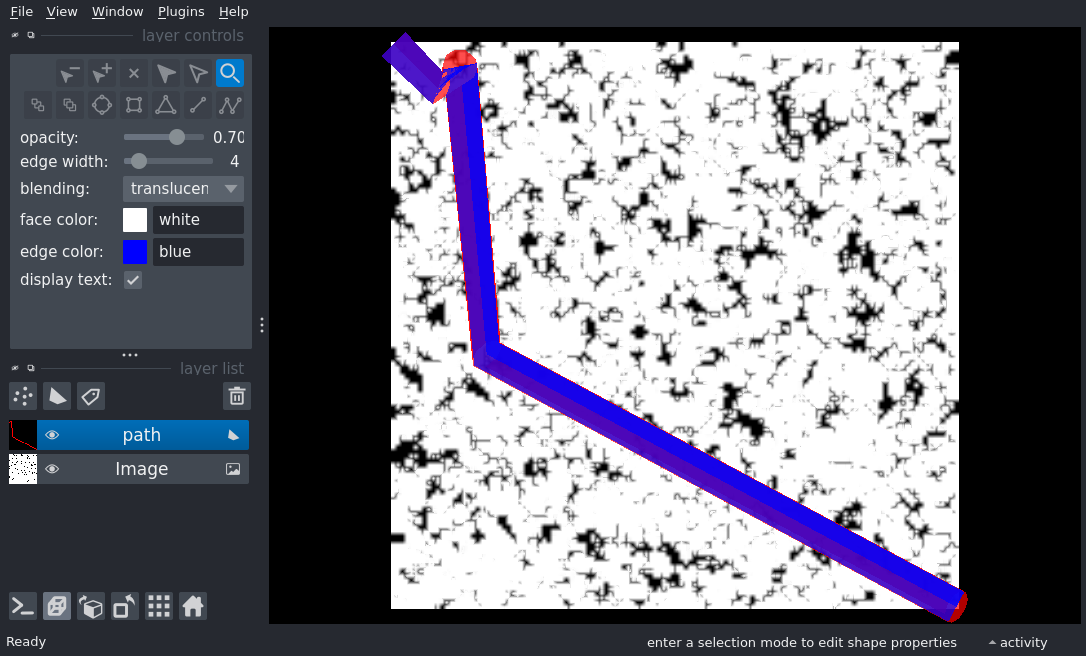 File View Window Plugins Help
layer controls
opacity: 0.70
edge width: 4
blending: translucen
face color: white
edge color: blue
display text:
layer list
path
Image
Ready
enter a selection mode to edit shape properties
activity